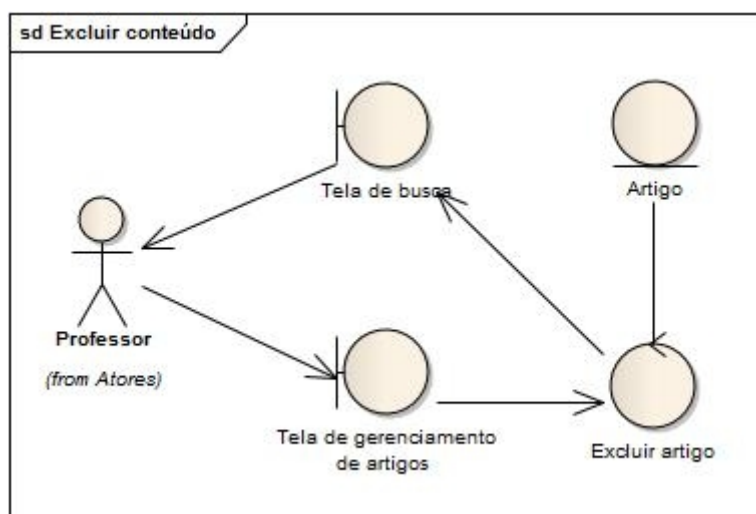 sd Excluir conteúdo
Tela de busca
Artigo
Professor
(from Atores)
Tela de gerenciamento
de artigos
Excluir artigo